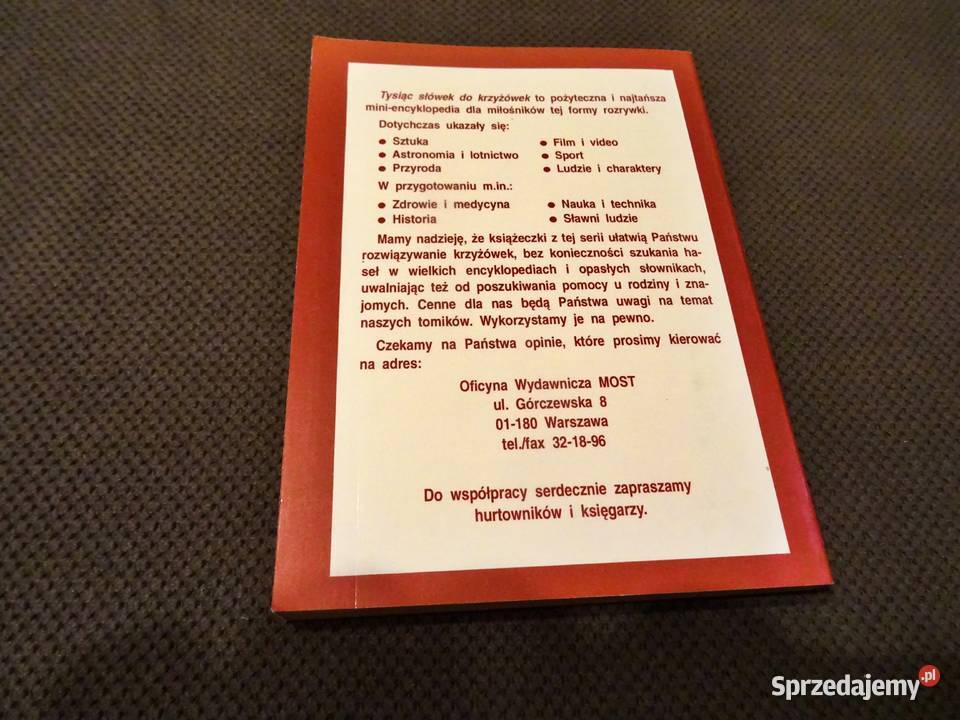 Tysiąc słówek do krzyżówek to pożyteczna i najtańsza
mini-encyklopedia dla miłośników tej formy rozrywki.
Dotychczas ukazały się:
● Sztuka
● Film i video
● Astronomia i lotnictwo
● Sport
● Przyroda
● Ludzie i charaktery
W przygotowaniu m.in.:
● Zdrowie i medycyna
● Nauka i technika
● Historia
● Sławni ludzie
Mamy nadzieję, że książeczki z tej serii ułatwią Państwu
rozwiązywanie krzyżówek, bez konieczności szukania ha-
seł w wielkich encyklopediach i opasłych słownikach,
uwalniając też od poszukiwania pomocy u rodziny i zna-
jomych. Cenne dla nas będą Państwa uwagi na temat
naszych tomików. Wykorzystamy je na pewno.
Czekamy na Państwa opinie, które prosimy kierować
na adres:
Oficyna Wydawnicza MOST
ul. Górczewska 8
01-180 Warszawa
tel./fax 32-18-96
Do współpracy serdecznie zapraszamy
hurtowników i księgarzy.
Sprzedajemy.pl